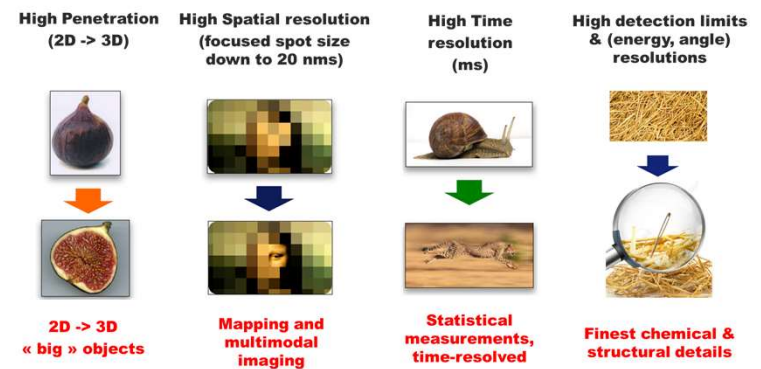 High Penetration
(2D -> 3D)
High Spatial resolution
(focused spot size
down to 20 nms)
High Time
resolution
(ms)
High detection limits
& (energy, angle)
resolutions
2D -> 3D
« big » objects
Mapping and
multimodal
imaging
Statistical
measurements,
time-resolved
Finest chemical &
structural details